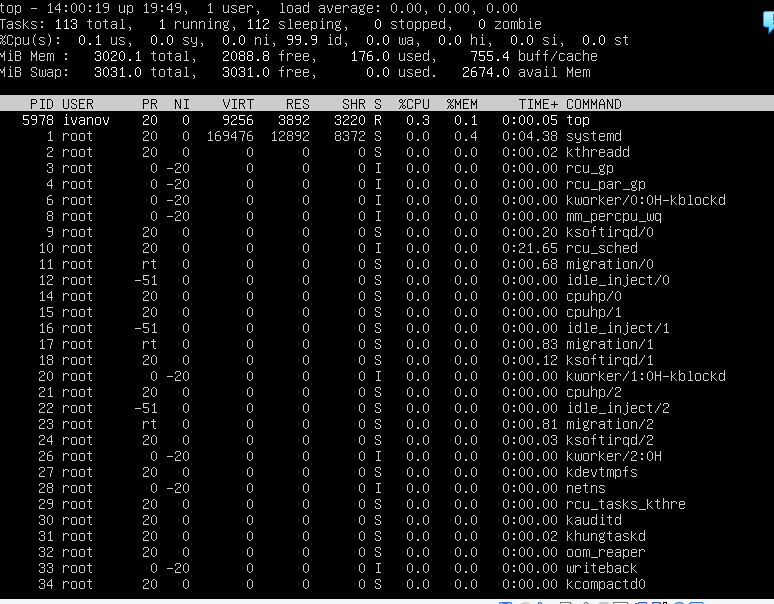 top - 14:00:19 up 19:49,  1 user,  load average: 0.00, 0.00, 0.00
Tasks: 113 total,   1 running, 112 sleeping,   0 stopped,   0 zombie
%Cpu(s):  0.1 us,  0.0 sy,  0.0 ni, 99.9 id,  0.0 wa,  0.0 hi,  0.0 si,  0.0 st
MiB Mem :   3020.1 total,   2088.8 free,    176.0 used,    755.4 buff/cache
MiB Swap:   3031.0 total,   3031.0 free,      0.0 used.   2674.0 avail Mem
PID USER      PR  NI    VIRT    RES    SHR S  %CPU  %MEM     TIME+ COMMAND
5978 ivanov    20   0    9256   3892   3220 R   0.3   0.1   0:00.05 top
1 root      20   0  169476  12892   8372 S   0.0   0.4   0:04.38 systemd
2 root      20   0       0      0      0 S   0.0   0.0   0:00.02 kthreadd
3 root       0 -20       0      0      0 I   0.0   0.0   0:00.00 rcu_gp
4 root       0 -20       0      0      0 I   0.0   0.0   0:00.00 rcu_par_gp
6 root       0 -20       0      0      0 I   0.0   0.0   0:00.00 kworker/0:0H-kblockd
8 root       0 -20       0      0      0 I   0.0   0.0   0:00.00 mm_percpu_wq
9 root      20   0       0      0      0 S   0.0   0.0   0:00.20 ksoftirqd/0
10 root      20   0       0      0      0 I   0.0   0.0   0:21.65 rcu_sched
11 root      rt   0       0      0      0 S   0.0   0.0   0:00.68 migration/0
12 root     -51   0       0      0      0 S   0.0   0.0   0:00.00 idle_inject/0
14 root      20   0       0      0      0 S   0.0   0.0   0:00.00 cpuhp/0
15 root      20   0       0      0      0 S   0.0   0.0   0:00.00 cpuhp/1
16 root     -51   0       0      0      0 S   0.0   0.0   0:00.00 idle_inject/1
17 root      rt   0       0      0      0 S   0.0   0.0   0:00.83 migration/1
18 root      20   0       0      0      0 S   0.0   0.0   0:00.12 ksoftirqd/1
20 root       0 -20       0      0      0 I   0.0   0.0   0:00.00 kworker/1:0H-kblockd
21 root      20   0       0      0      0 S   0.0   0.0   0:00.00 cpuhp/2
22 root     -51   0       0      0      0 S   0.0   0.0   0:00.00 idle_inject/2
23 root      rt   0       0      0      0 S   0.0   0.0   0:00.81 migration/2
24 root      20   0       0      0      0 S   0.0   0.0   0:00.03 ksoftirqd/2
26 root       0 -20       0      0      0 I   0.0   0.0   0:00.00 kworker/2:0H
27 root      20   0       0      0      0 S   0.0   0.0   0:00.00 kdevtmpfs
28 root       0 -20       0      0      0 I   0.0   0.0   0:00.00 netns
29 root      20   0       0      0      0 S   0.0   0.0   0:00.00 rcu_tasks_kthre
30 root      20   0       0      0      0 S   0.0   0.0   0:00.00 kauditd
31 root      20   0       0      0      0 S   0.0   0.0   0:00.02 khungtaskd
32 root      20   0       0      0      0 S   0.0   0.0   0:00.00 oom_reaper
33 root       0 -20       0      0      0 I   0.0   0.0   0:00.00 writeback
34 root      20   0       0      0      0 S   0.0   0.0   0:00.00 kcompactd0